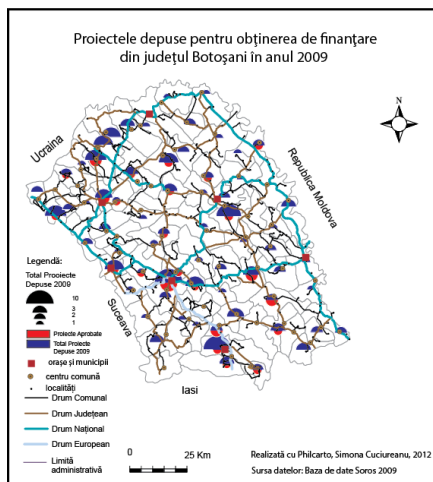 Proiectele depuse pentru obținerea de finanțare
din județul Botoșani în anul 2009
N
Ucraina
Republica Moldova
Suceava
Iasi
Legendă:
Total Prooiecte
Depuse 2009
10
3
2
1
Proiecte Aprobate
Total Proiecte
Depuse 2009
orașe și municipii
centru comună
localități
Drum Comunal
Drum Județean
Drum Național
Drum European
Limită
administrativă
0
25 Km
Realizată cu Philcarto, Simona Cuciureanu, 2012
Sursa datelor: Baza de date Soros 2009